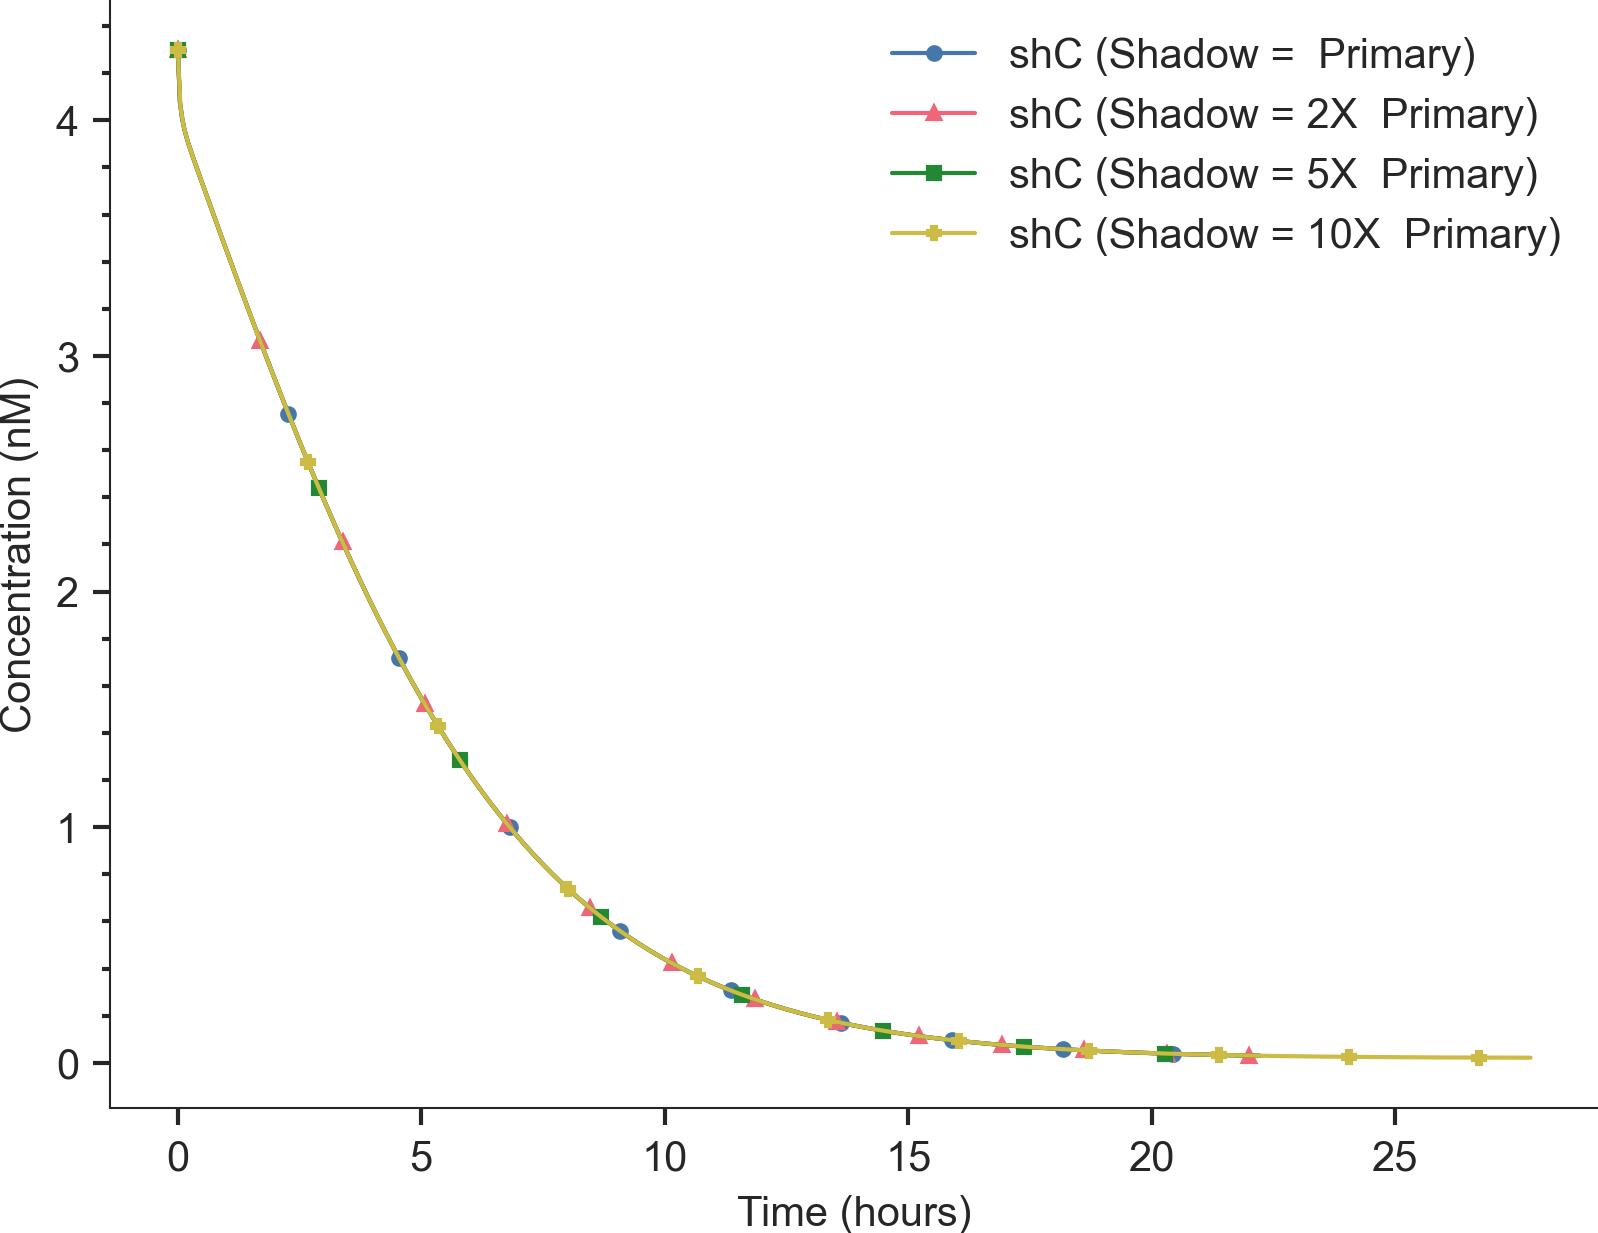 shC (Shadow =  Primary)
shC (Shadow = 2X  Primary)
shC (Shadow = 5X  Primary)
shC (Shadow = 10X  Primary)
4
3
2
1
0
Concentration (nM)
0 5 10 15 20 25
Time (hours)